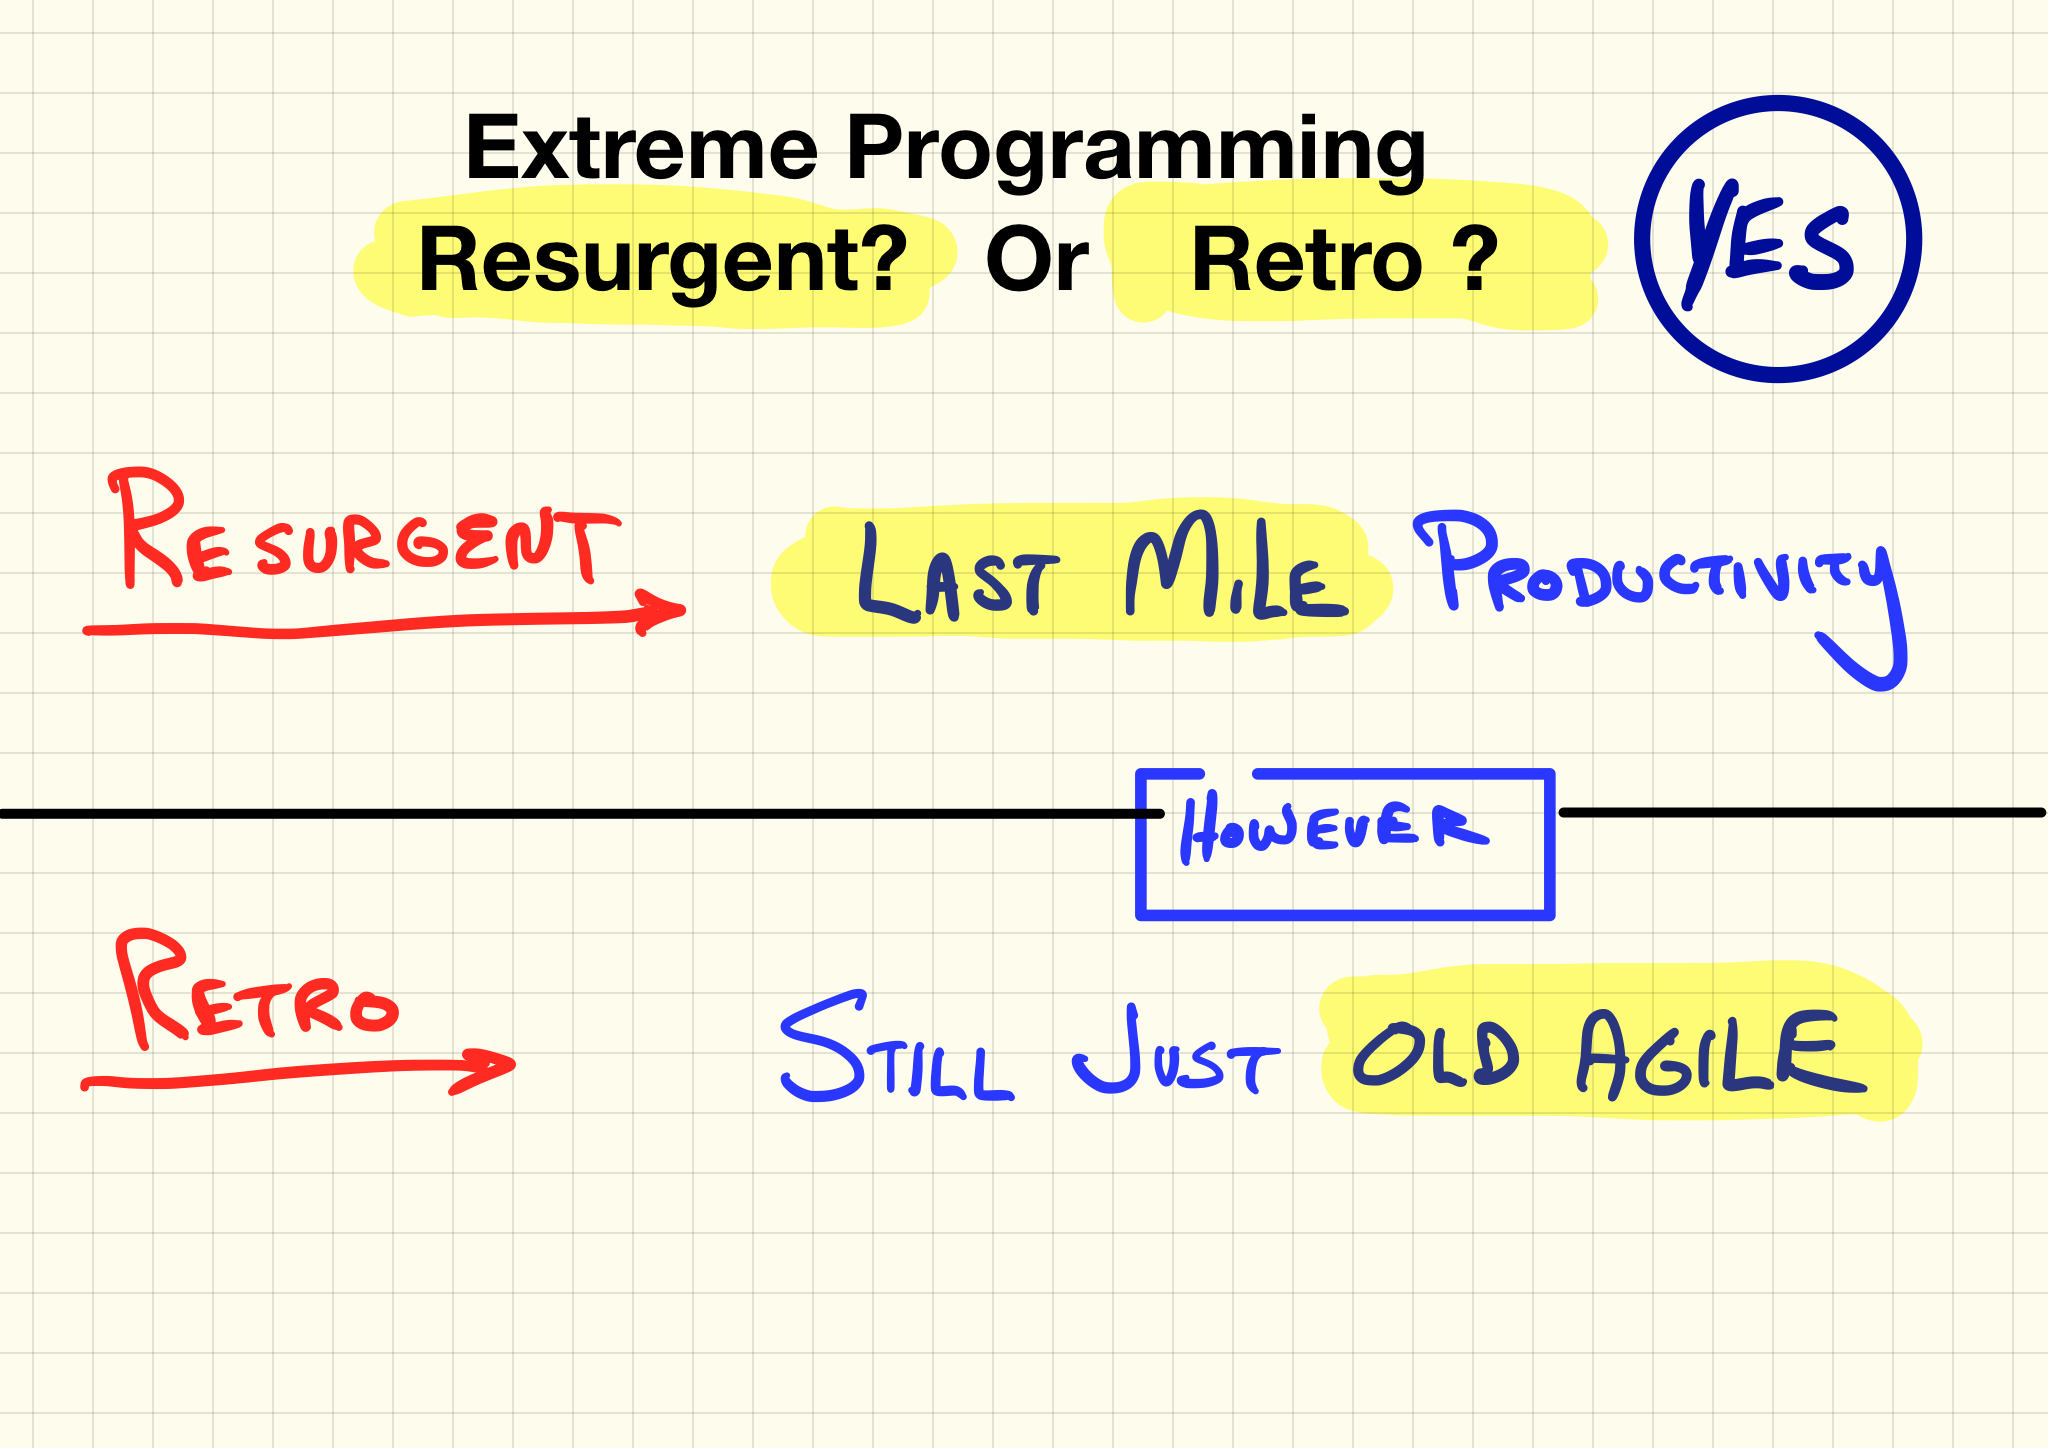 Extreme Programming
Resurgent? Or Retro ?
YES
RESURGENT
LAST MiLE PRODUCTIVITY
HOWEVER
RETRO
STILL JUST OLD AGILE